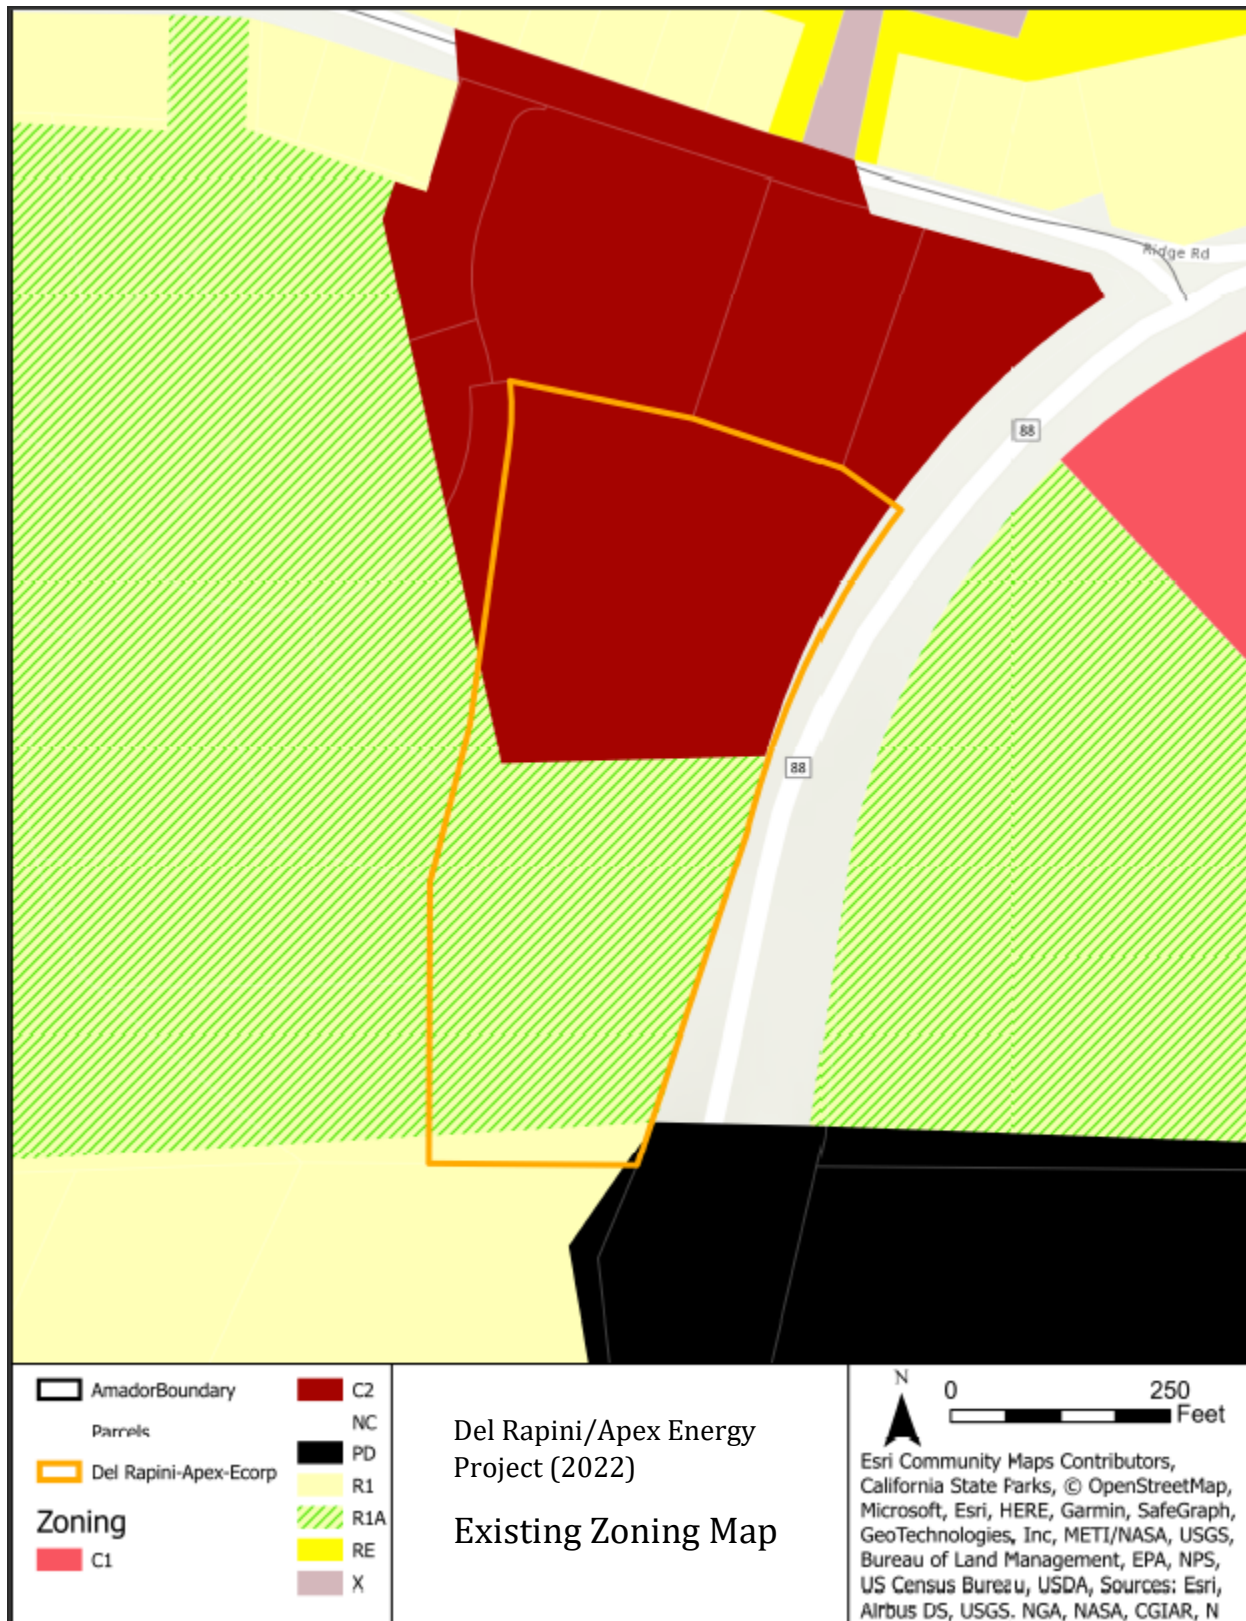 Ridge Rd
88
88
AmadorBoundary
Parcels
Del Rapini-Apex-Ecorp
Zoning
C1
C2
NC
PD
R1
R1A
RE
X
Del Rapini/Apex Energy
Project (2022)
Existing Zoning Map
N
0 250
Feet
Esri Community Maps Contributors,
California State Parks, © OpenStreetMap,
Microsoft, Esri, HERE, Garmin, SafeGraph,
GeoTechnologies, Inc, METI/NASA, USGS,
Bureau of Land Management, EPA, NPS,
US Census Bureau, USDA, Sources: Esri,
Airbus DS, USGS, NGA, NASA, CGIAR, N